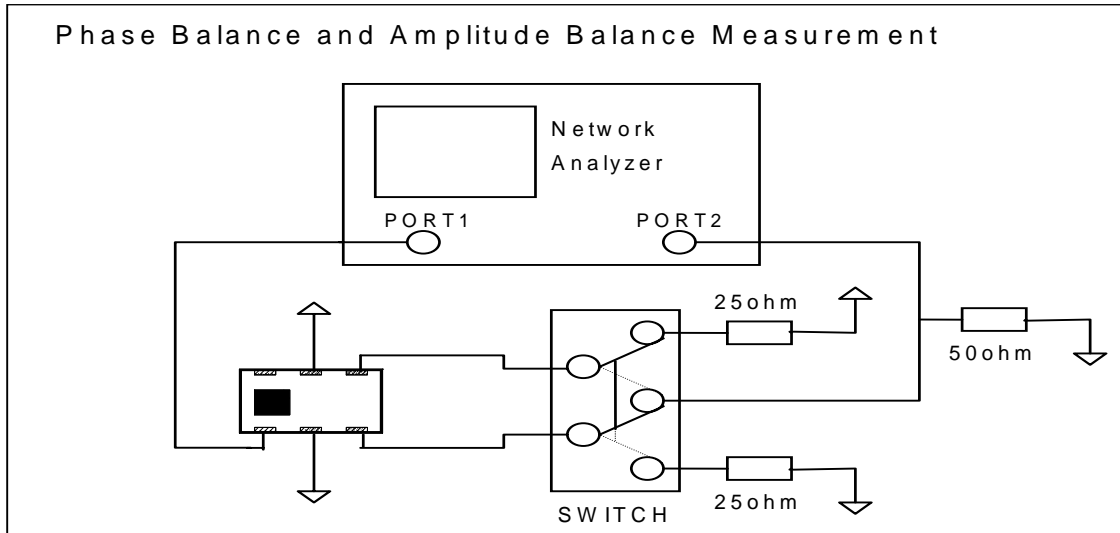 Phase Balance and Amplitude Balance Measurement
Network
Analyzer
PORT1
PORT2
25ohm
50ohm
25ohm
SWITCH